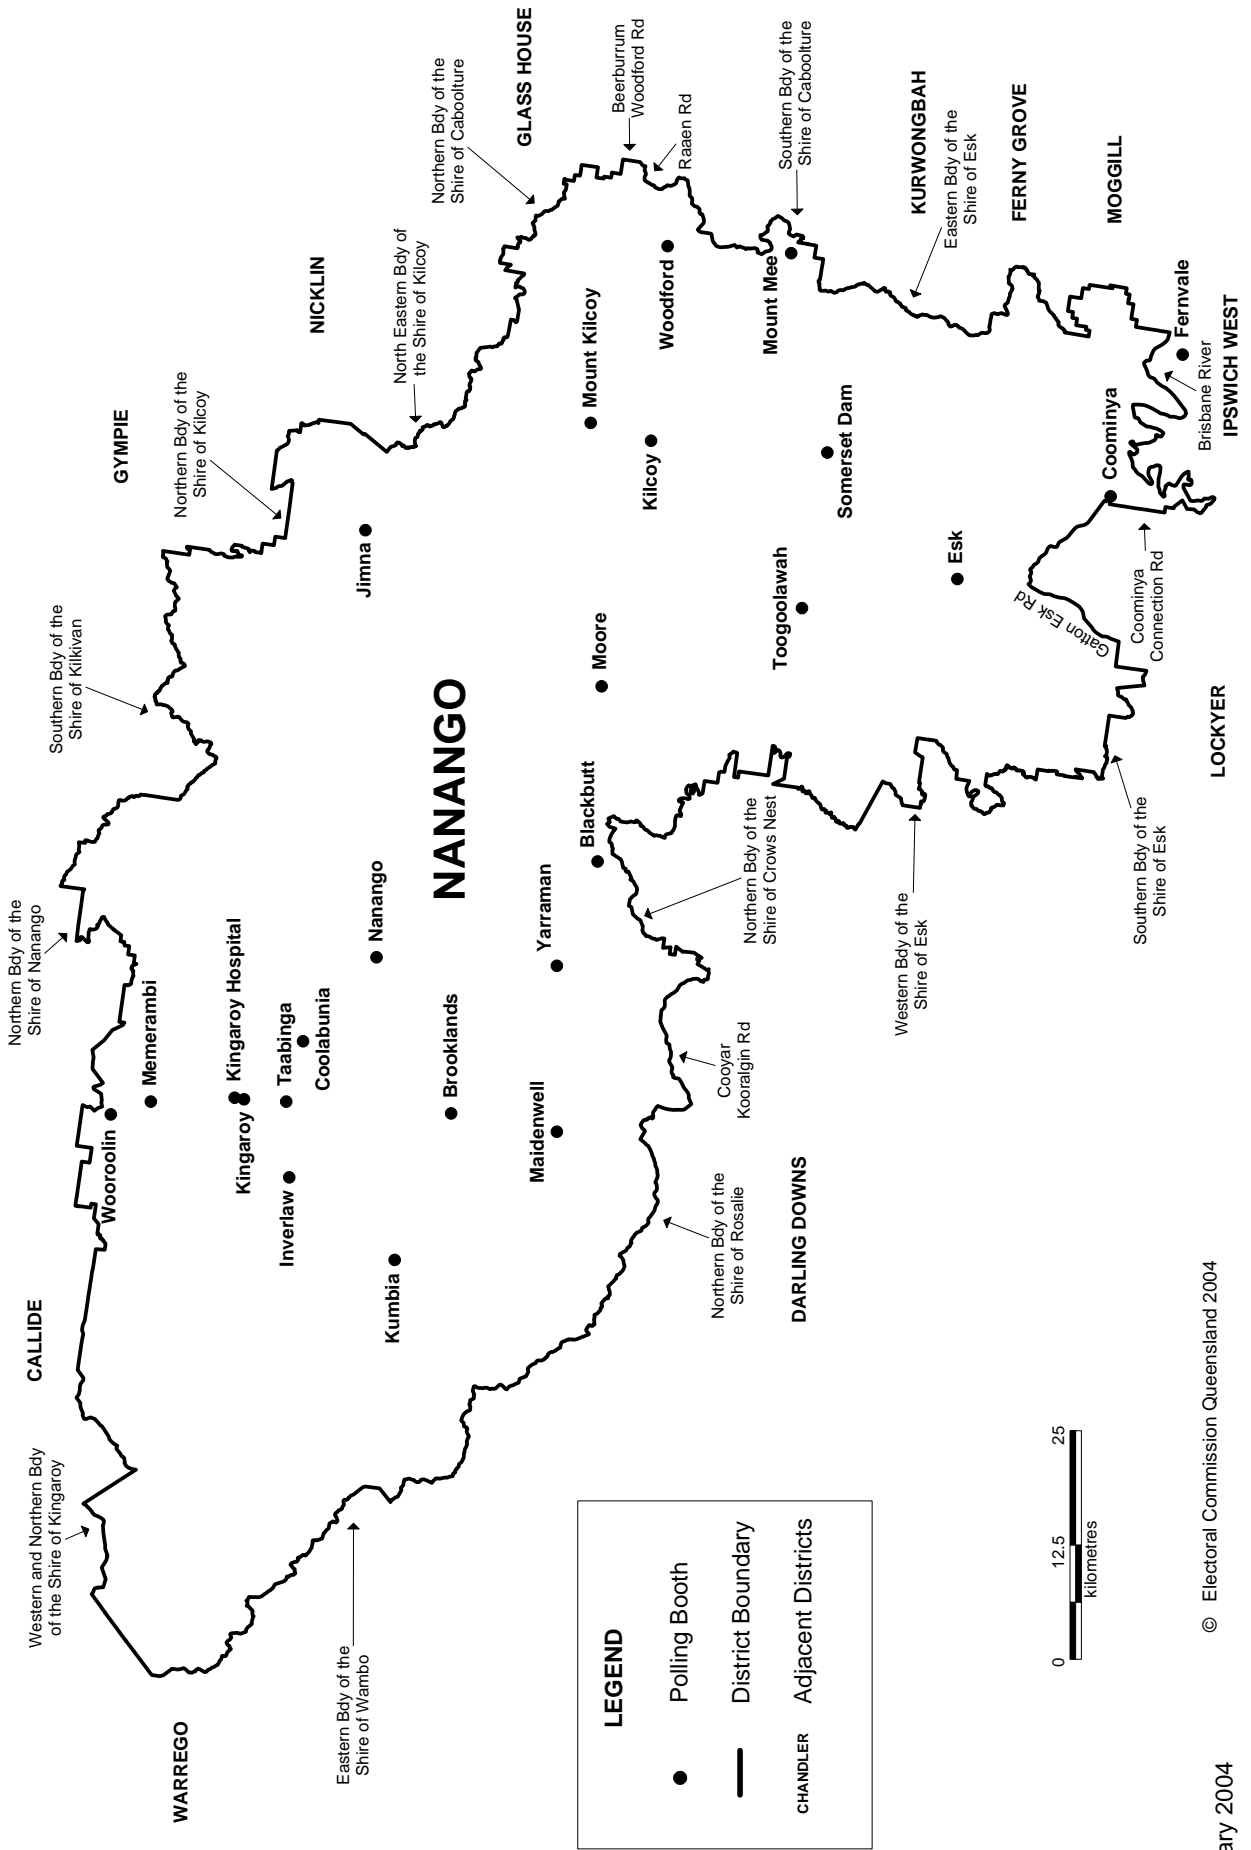 WARREGO
CALLIDE
GYMPIE
NICKLIN
GLASS HOUSE
KURWONGBAH
FERNY GROVE
MOGGILL
IPSWICH WEST
LOCKYER
DARLING DOWNS
NANANGO
Western and Northern Bdy
of the Shire of Kingaroy
Northern Bdy of the
Shire of Nanango
Southern Bdy of the
Shire of Kilkivan
Northern Bdy of the
Shire of Kilcoy
North Eastern Bdy of
the Shire of Kilcoy
Northern Bdy of the
Shire of Caboolture
Beerburrum
Woodford Rd
Raaen Rd
Southern Bdy of the
Shire of Caboolture
Eastern Bdy of the
Shire of Esk
Brisbane River
Coominya
Connection Rd
Gatton Esk Rd
Southern Bdy of the
Shire of Esk
Western Bdy of the
Shire of Esk
Northern Bdy of the
Shire of Crows Nest
Cooyar
Kooralgin Rd
Northern Bdy of the
Shire of Rosalie
Eastern Bdy of the
Shire of Wambo
Wooroolin
Memerambi
Kingaroy Hospital
Kingaroy
Taabinga
Coolabunia
Inverlaw
Kumbia
Nanango
Brooklands
Maidenwell
Yarraman
Blackbutt
Moore
Jimna
Mount Kilcoy
Kilcoy
Woodford
Mount Mee
Somerset Dam
Toogoolawah
Esk
Coominya
Fernvale
LEGEND
Polling Booth
District Boundary
CHANDLER Adjacent Districts
0 12.5 25
kilometres
© Electoral Commission Queensland 2004
ary 2004